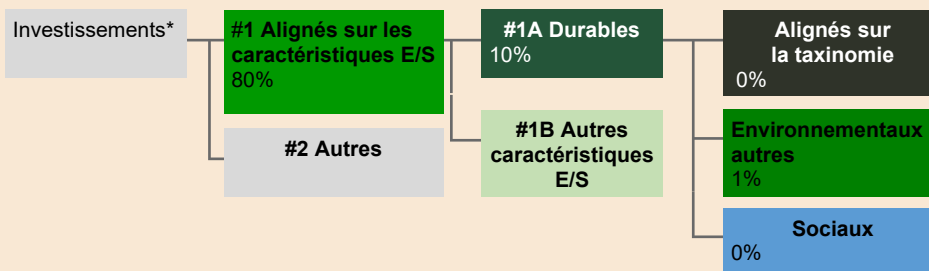 Investissements*
#1 Alignés sur les
caractéristiques E/S
80%
#2 Autres
#1A Durables
10%
#1B Autres
caractéristiques
E/S
Alignés sur
la taxinomie
0%
Environnementaux
autres
1%
Sociaux
0%